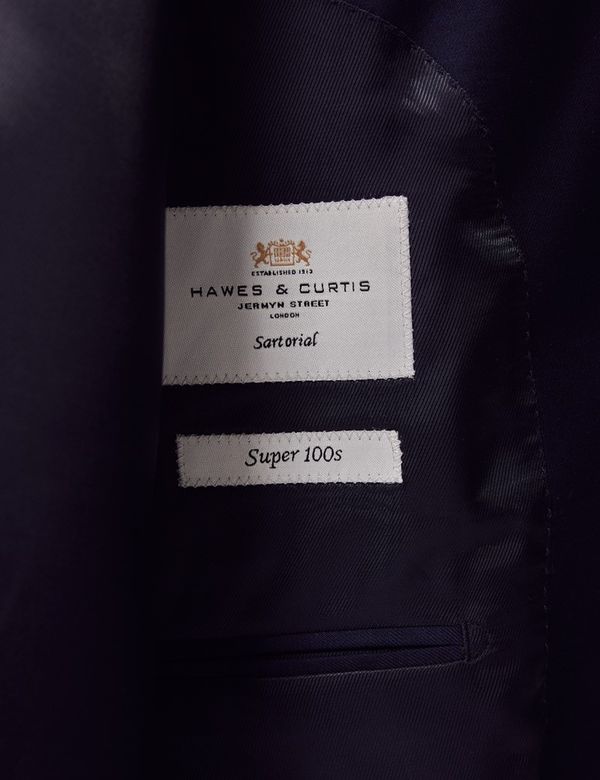 ESTABLISHED 1913
HAWES & CURTIS
JERMYN STREET
LONDON
Sartorial
Super 100s